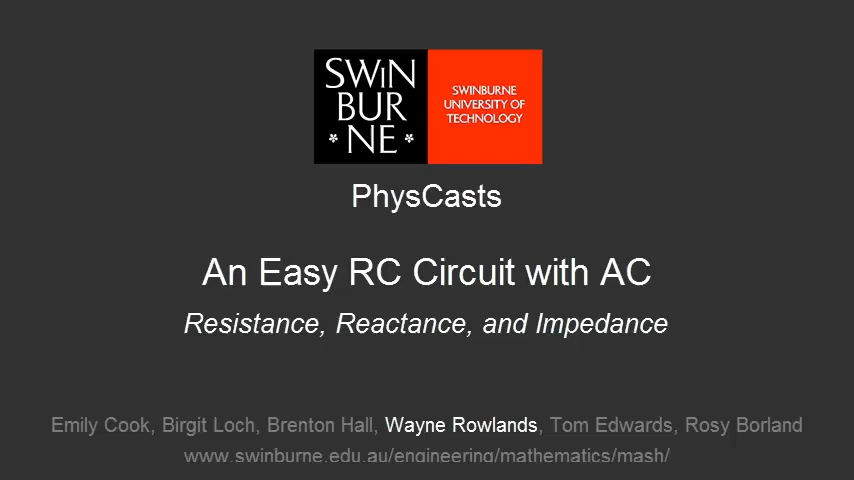 SWIN
BUR
NE
SWINBURNE
UNIVERSITY OF
TECHNOLOGY
PhysCasts
An Easy RC Circuit with AC
Resistance, Reactance, and Impedance
Emily Cook, Birgit Loch, Brenton Hall, Wayne Rowlands, Tom Edwards, Rosy Borland
www.swinburne.edu.au/engineering/mathematics/mash/